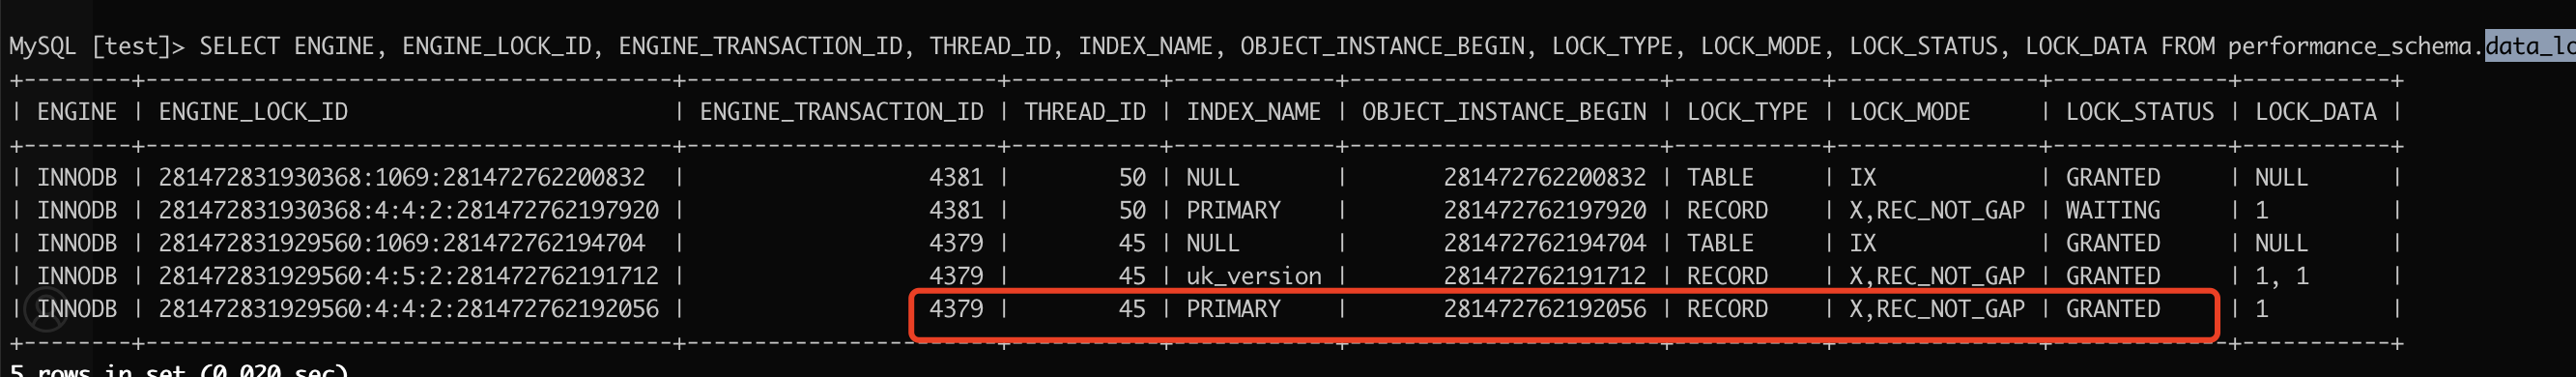 MySQL [test]> SELECT ENGINE, ENGINE_LOCK_ID, ENGINE_TRANSACTION_ID, THREAD_ID, INDEX_NAME, OBJECT_INSTANCE_BEGIN, LOCK_TYPE, LOCK_MODE, LOCK_STATUS, LOCK_DATA FROM performance_schema.data_lo
+--------+---------------------------------------+-----------------------+-----------+------------+-----------------------+-----------+---------------+-------------+-----------+
| ENGINE | ENGINE_LOCK_ID                        | ENGINE_TRANSACTION_ID | THREAD_ID | INDEX_NAME | OBJECT_INSTANCE_BEGIN | LOCK_TYPE | LOCK_MODE     | LOCK_STATUS | LOCK_DATA |
+--------+---------------------------------------+-----------------------+-----------+------------+-----------------------+-----------+---------------+-------------+-----------+
| INNODB | 281472831930368:1069:281472762200832  |                  4381 |        50 | NULL       |       281472762200832 | TABLE     | IX            | GRANTED     | NULL      |
| INNODB | 281472831930368:4:4:2:281472762197920 |                  4381 |        50 | PRIMARY    |       281472762197920 | RECORD    | X,REC_NOT_GAP | WAITING     | 1         |
| INNODB | 281472831929560:1069:281472762194704  |                  4379 |        45 | NULL       |       281472762194704 | TABLE     | IX            | GRANTED     | NULL      |
| INNODB | 281472831929560:4:5:2:281472762191712 |                  4379 |        45 | uk_version |       281472762191712 | RECORD    | X,REC_NOT_GAP | GRANTED     | 1, 1      |
| INNODB | 281472831929560:4:4:2:281472762192056 |                  4379 |        45 | PRIMARY    |       281472762192056 | RECORD    | X,REC_NOT_GAP | GRANTED     | 1         |
+--------+---------------------------------------+-----------------------+-----------+------------+-----------------------+-----------+---------------+-------------+-----------+
5 rows in set (0.020 sec)